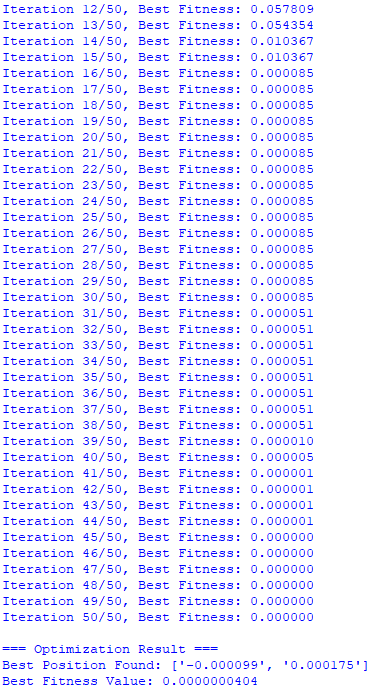 Iteration 12/50, Best Fitness: 0.057809
Iteration 13/50, Best Fitness: 0.054354
Iteration 14/50, Best Fitness: 0.010367
Iteration 15/50, Best Fitness: 0.010367
Iteration 16/50, Best Fitness: 0.000085
Iteration 17/50, Best Fitness: 0.000085
Iteration 18/50, Best Fitness: 0.000085
Iteration 19/50, Best Fitness: 0.000085
Iteration 20/50, Best Fitness: 0.000085
Iteration 21/50, Best Fitness: 0.000085
Iteration 22/50, Best Fitness: 0.000085
Iteration 23/50, Best Fitness: 0.000085
Iteration 24/50, Best Fitness: 0.000085
Iteration 25/50, Best Fitness: 0.000085
Iteration 26/50, Best Fitness: 0.000085
Iteration 27/50, Best Fitness: 0.000085
Iteration 28/50, Best Fitness: 0.000085
Iteration 29/50, Best Fitness: 0.000085
Iteration 30/50, Best Fitness: 0.000085
Iteration 31/50, Best Fitness: 0.000051
Iteration 32/50, Best Fitness: 0.000051
Iteration 33/50, Best Fitness: 0.000051
Iteration 34/50, Best Fitness: 0.000051
Iteration 35/50, Best Fitness: 0.000051
Iteration 36/50, Best Fitness: 0.000051
Iteration 37/50, Best Fitness: 0.000051
Iteration 38/50, Best Fitness: 0.000051
Iteration 39/50, Best Fitness: 0.000010
Iteration 40/50, Best Fitness: 0.000005
Iteration 41/50, Best Fitness: 0.000001
Iteration 42/50, Best Fitness: 0.000001
Iteration 43/50, Best Fitness: 0.000001
Iteration 44/50, Best Fitness: 0.000001
Iteration 45/50, Best Fitness: 0.000000
Iteration 46/50, Best Fitness: 0.000000
Iteration 47/50, Best Fitness: 0.000000
Iteration 48/50, Best Fitness: 0.000000
Iteration 49/50, Best Fitness: 0.000000
Iteration 50/50, Best Fitness: 0.000000
=== Optimization Result ===
Best Position Found: ['-0.000099', '0.000175']
Best Fitness Value: 0.0000000404